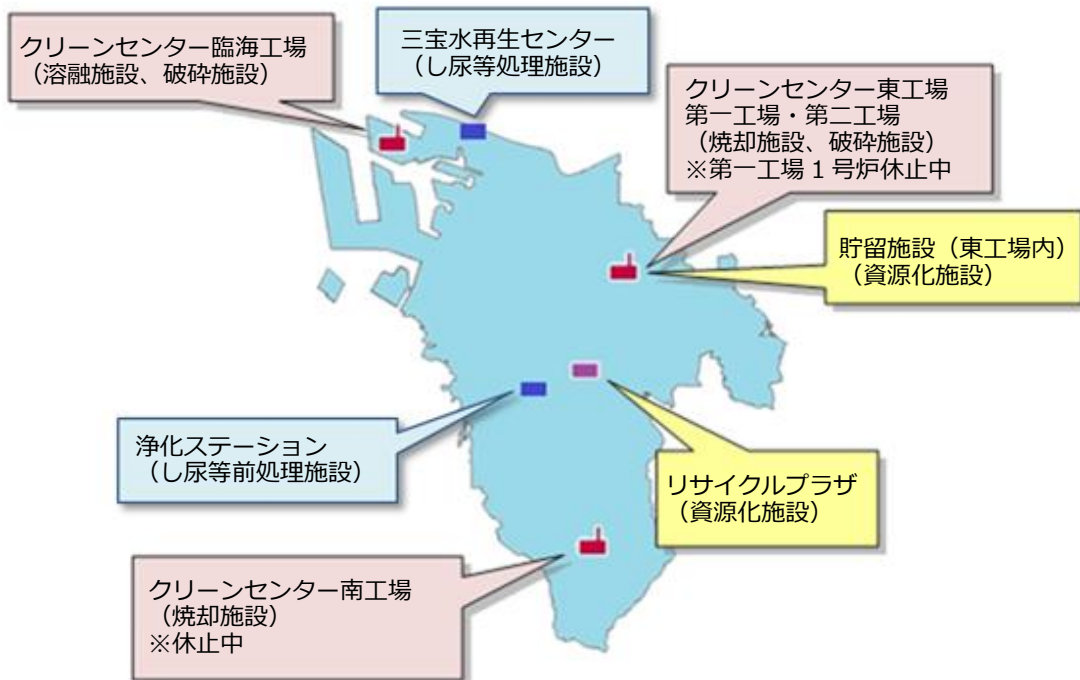 クリーンセンター臨海工場
（溶融施設、破砕施設）
三宝水再生センター
（し尿等処理施設）
クリーンセンター東工場
第一工場・第二工場
（焼却施設、破砕施設）
※第一工場１号炉休止中
貯留施設（東工場内）
（資源化施設）
浄化ステーション
（し尿等前処理施設）
リサイクルプラザ
（資源化施設）
クリーンセンター南工場
（焼却施設）
※休止中